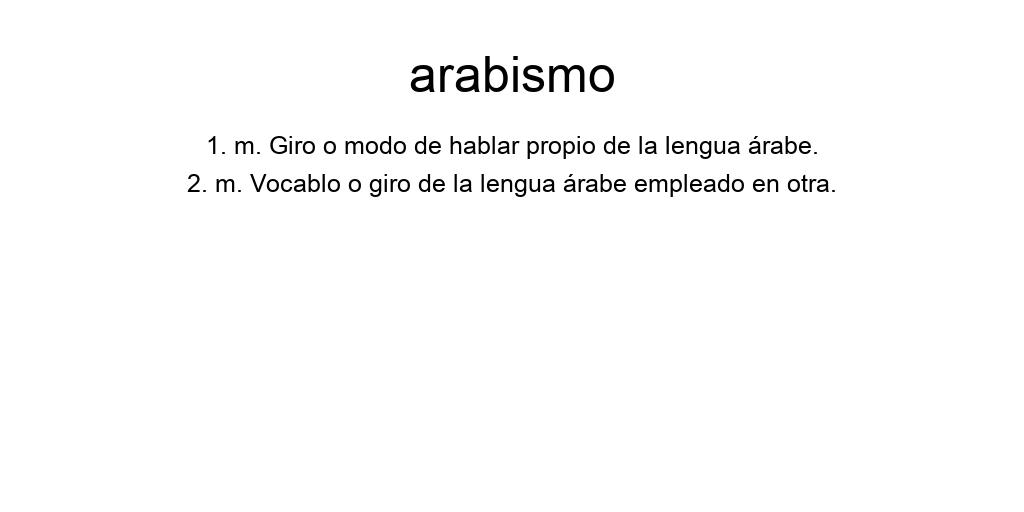 arabismo
1. m. Giro o modo de hablar propio de la lengua árabe.
2. m. Vocablo o giro de la lengua árabe empleado en otra.